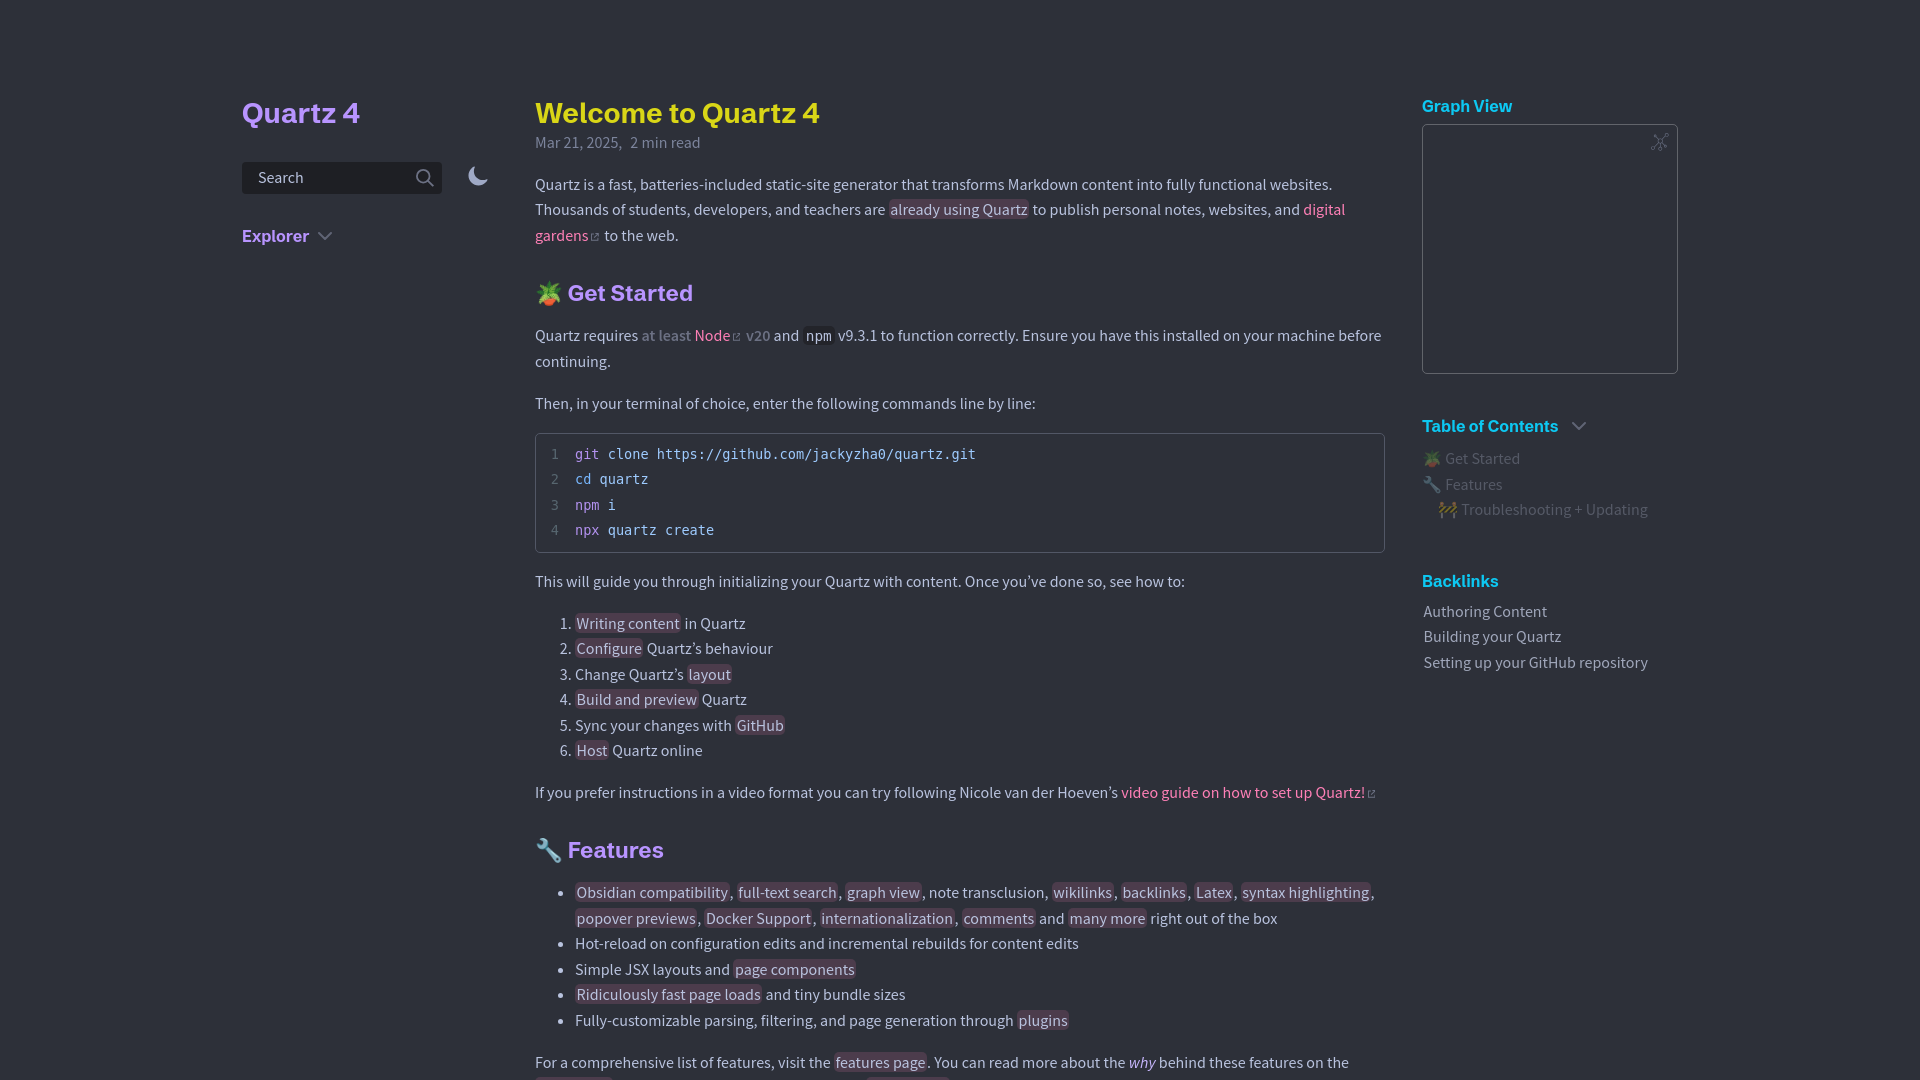 Quartz 4
Search
Explorer
Welcome to Quartz 4
Mar 21, 2025, 2 min read
Quartz is a fast, batteries-included static-site generator that transforms Markdown content into fully functional websites.
Thousands of students, developers, and teachers are already using Quartz to publish personal notes, websites, and digital
gardens to the web.
🪴 Get Started
Quartz requires at least Node v20 and npm v9.3.1 to function correctly. Ensure you have this installed on your machine before
continuing.
Then, in your terminal of choice, enter the following commands line by line:
1 git clone https://github.com/jackyzha0/quartz.git
2 cd quartz
3 npm i
4 npx quartz create
This will guide you through initializing your Quartz with content. Once you’ve done so, see how to:
1. Writing content in Quartz
2. Configure Quartz’s behaviour
3. Change Quartz’s layout
4. Build and preview Quartz
5. Sync your changes with GitHub
6. Host Quartz online
If you prefer instructions in a video format you can try following Nicole van der Hoeven’s video guide on how to set up Quartz!
🔧 Features
• Obsidian compatibility, full-text search, graph view, note transclusion, wikilinks, backlinks, Latex, syntax highlighting,
popover previews, Docker Support, internationalization, comments and many more right out of the box
• Hot-reload on configuration edits and incremental rebuilds for content edits
• Simple JSX layouts and page components
• Ridiculously fast page loads and tiny bundle sizes
• Fully-customizable parsing, filtering, and page generation through plugins
For a comprehensive list of features, visit the features page. You can read more about the why behind these features on the
Graph View
Table of Contents
🪴 Get Started
🔧 Features
🚧 Troubleshooting + Updating
Backlinks
Authoring Content
Building your Quartz
Setting up your GitHub repository